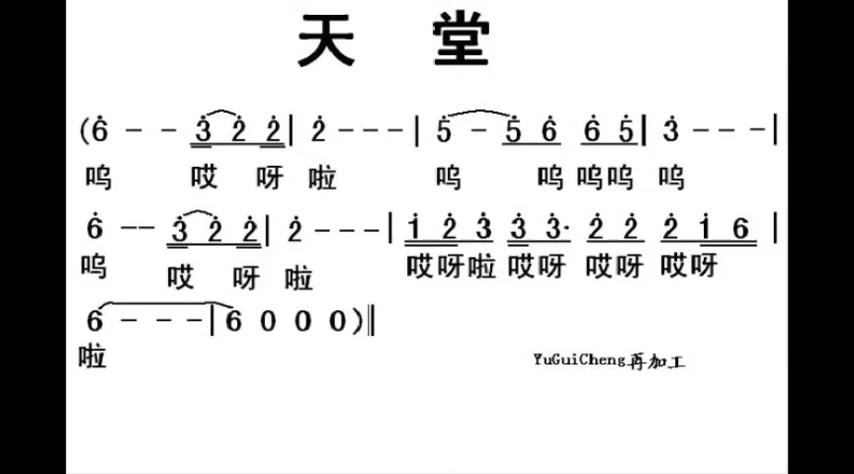 天 堂
(6̇ - - 3̇ 2̇ 2̇ | 2̇ - - - | 5̇ - 5̇ 6̇ 6̇ 5̇ | 3̇ - - - |
呜 哎 呀 啦 呜 呜 呜呜 呜
6̇ - - 3̇ 2̇ 2̇ | 2̇ - - - | 1̇ 2̇ 3̇ 3̇ 3̇· 2̇ 2̇ 2̇ 1̇ 6 |
呜 哎 呀 啦 哎呀啦 哎呀 哎呀 哎呀
6 - - - | 6 0 0 0) ‖
啦
YuGuiCheng再加工